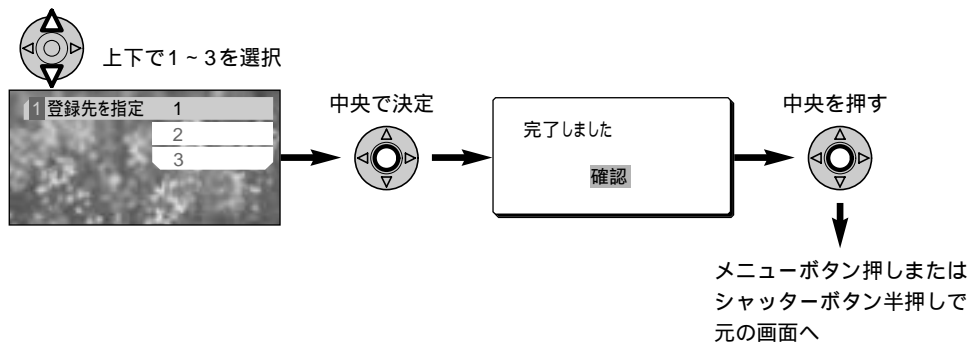 上下で1～3を選択
1 登録先を指定 1
2
3
中央で決定
完了しました
確認
中央を押す
メニューボタン押しまたは
シャッターボタン半押しで
元の画面へ